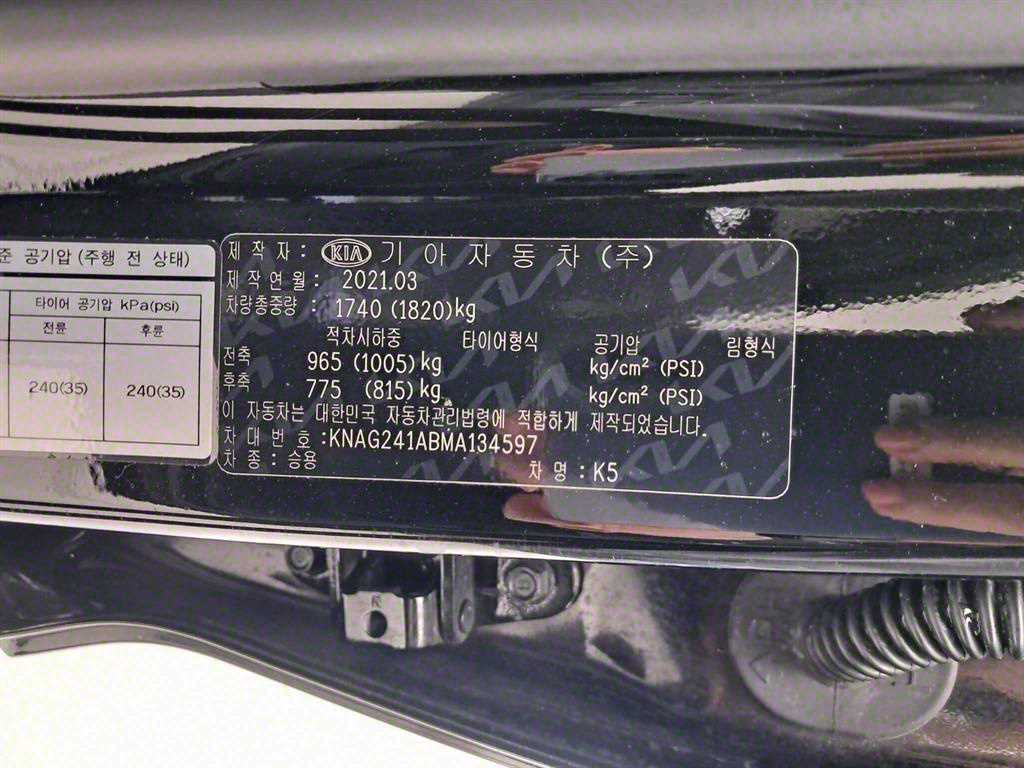 준 공기압 (주행 전 상태)
타이어 공기압 kPa(psi)
전륜 후륜
240(35) 240(35)
제 작 자 : KIA 기 아 자 동 차 (주)
제 작 연 월 : 2021.03
차량총중량 : 1740 (1820)kg
적차시하중 타이어형식 공기압 림형식
전축 965 (1005) kg kg/cm² (PSI)
후축 775 (815) kg kg/cm² (PSI)
이 자동차는 대한민국 자동차관리법령에 적합하게 제작되었습니다.
차 대 번 호 : KNAG241ABMA134597
차 종 : 승용 차 명 : K5